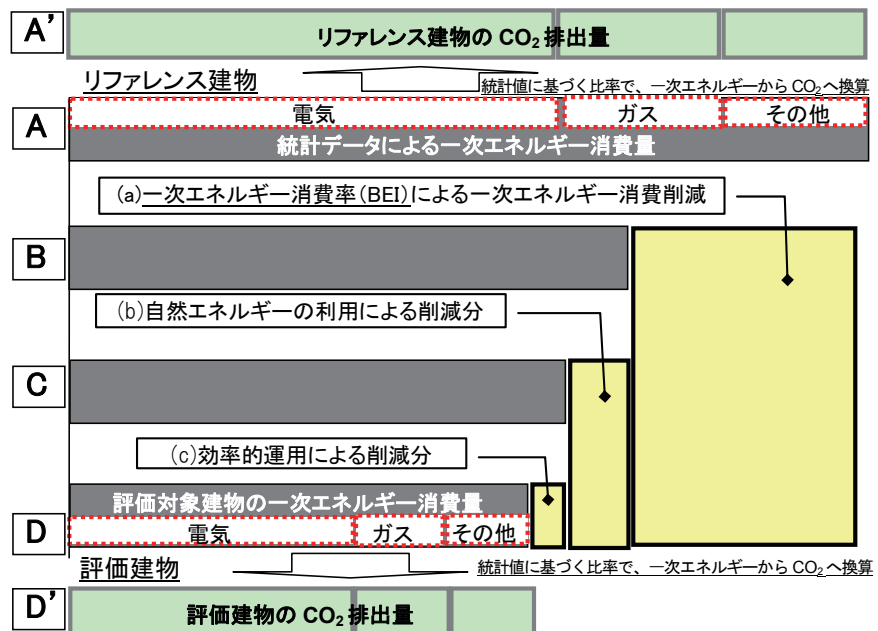 A’
リファレンス建物の CO2 排出量
リファレンス建物
統計値に基づく比率で、一次エネルギーから CO2 へ換算
A
電気
ガス
その他
統計データによる一次エネルギー消費量
(a)一次エネルギー消費率(BEI)による一次エネルギー消費削減
B
(b)自然エネルギーの利用による削減分
C
(c)効率的運用による削減分
評価対象建物の一次エネルギー消費量
D
電気
ガス
その他
評価建物
統計値に基づく比率で、一次エネルギーから CO2 へ換算
D’
評価建物の CO2 排出量